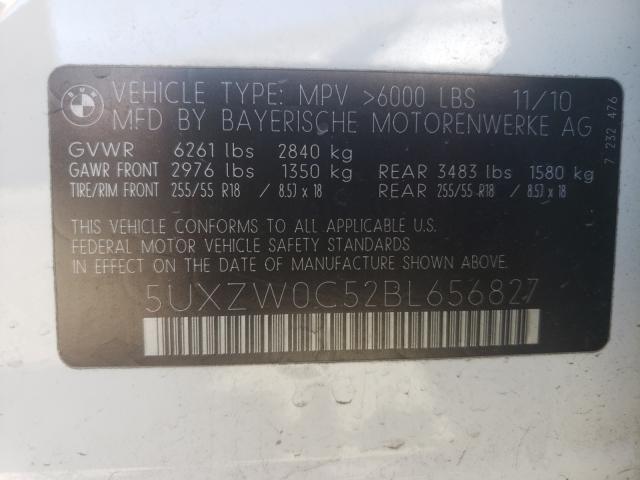 BMW
VEHICLE TYPE: MPV >6000 LBS 11/10
MFD BY BAYERISCHE MOTORENWERKE AG
GVWR 6261 lbs 2840 kg
GAWR FRONT 2976 lbs 1350 kg REAR 3483 lbs 1580 kg
TIRE/RIM FRONT 255/55 R18 / 8.5J x 18 REAR 255/55 R18 / 8.5J x 18
THIS VEHICLE CONFORMS TO ALL APPLICABLE U.S.
FEDERAL MOTOR VEHICLE SAFETY STANDARDS
IN EFFECT ON THE DATE OF MANUFACTURE SHOWN ABOVE.
5UXZW0C52BL656827
7 232 476